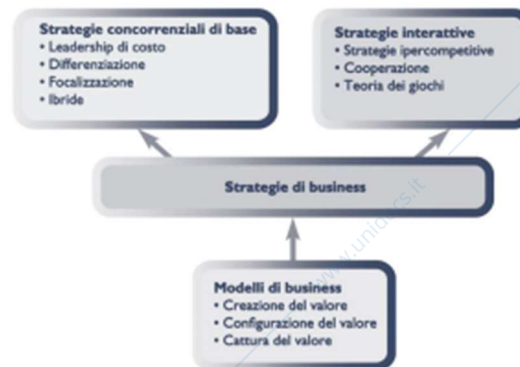 Strategie concorrenziali di base
• Leadership di costo
• Differenziazione
• Focalizzazione
• Ibride
Strategie interattive
• Strategie ipercompetitive
• Cooperazione
• Teoria dei giochi
Strategie di business
Modelli di business
• Creazione del valore
• Configurazione del valore
• Cattura del valore